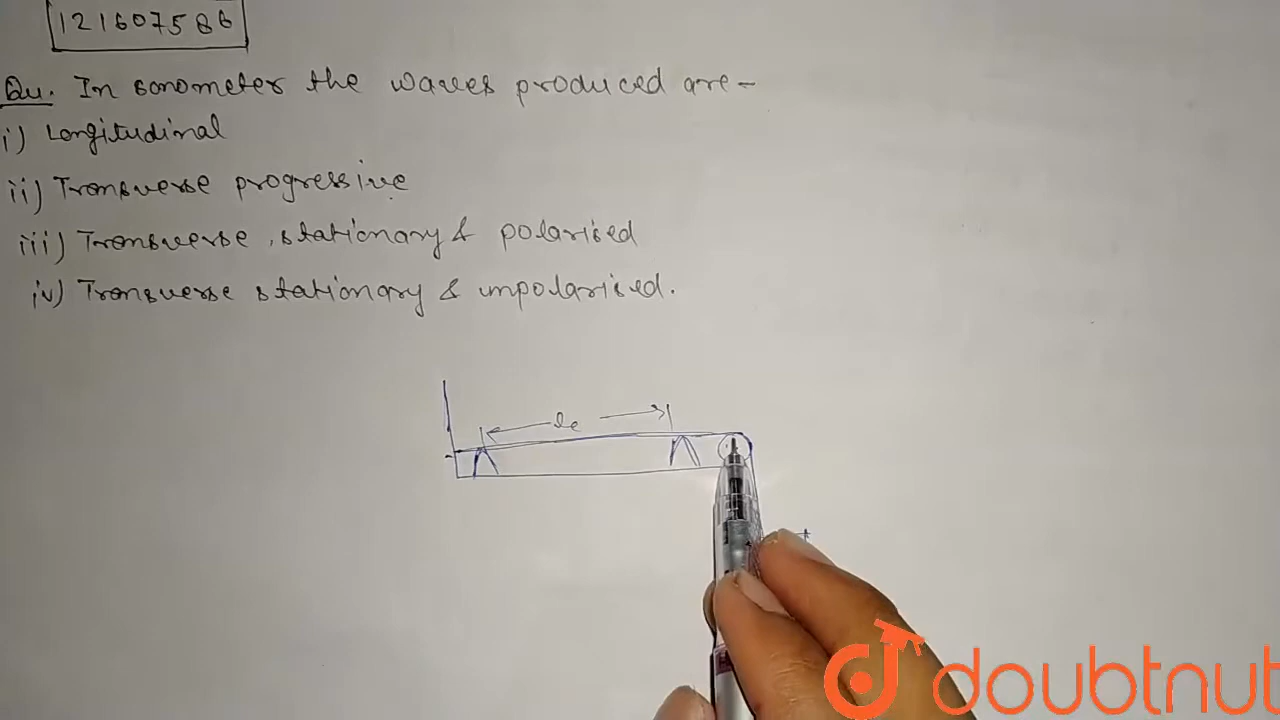 121607586
Qu. In sonometer the waves produced are-
i) Longitudinal
ii) Transverse progressive
iii) Transverse, stationary & polarised
iv) Transverse stationary & unpolarised.
doubtnut